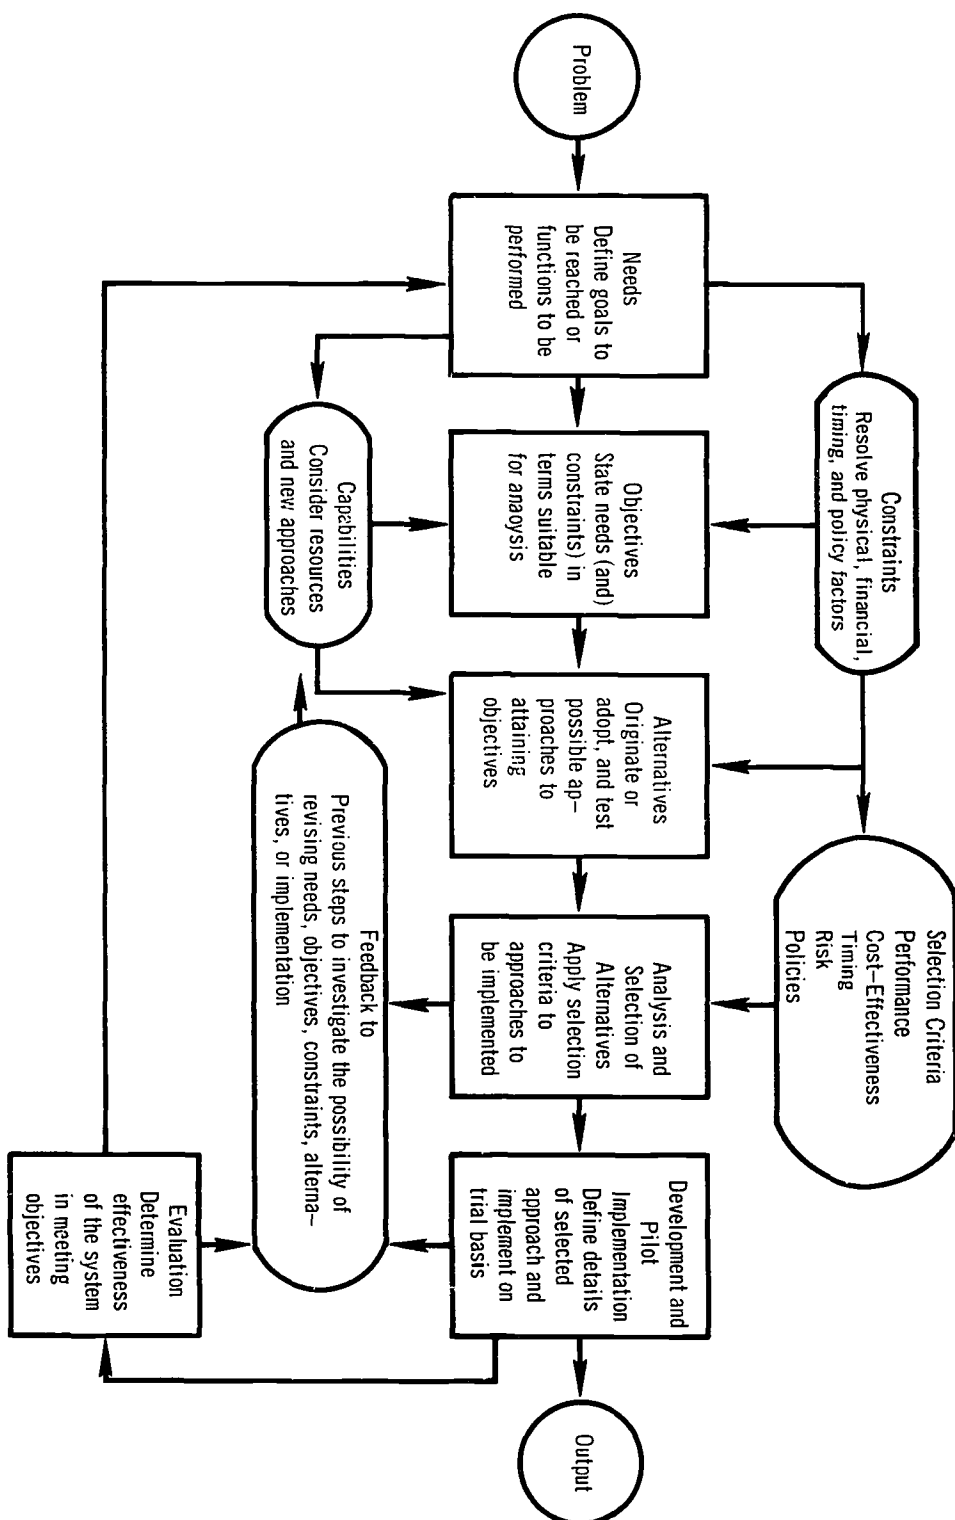 Problem
Needs
Define goals to
be reached or
functions to be
performed
Constraints
Resolve physical, financial,
timing, and policy factors
Capabilities
Consider resources
and new approaches
Objectives
State needs (and)
constraints) in
terms suitable
for anaoysis
Alternatives
Originate or
adopt, and test
possible ap-
proaches to
attaining
objectives
Selection Criteria
Performance
Cost-Effectiveness
Timing
Risk
Policies
Analysis and
Selection of
Alternatives
Apply selection
criteria to
approaches to
be implemented
Feedback to
Previous steps to investigate the possibility of
revising needs, objectives, constraints, alterna-
tives, or implementation
Development and
Pilot
Implementation
Define details
of selected
approach and
implement on
trial basis
Evaluation
Determine
effectiveness
of the system
in meeting
objectives
Output